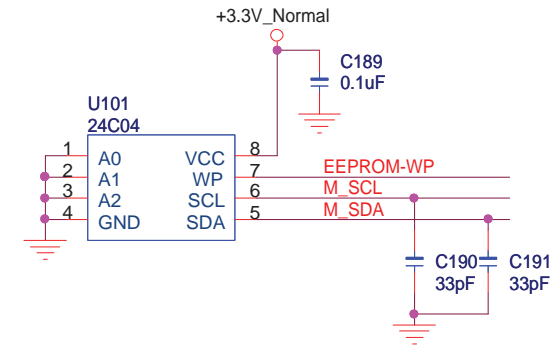 +3.3V_Normal
C189
0.1uF
U101
24C04
1 A0 VCC 8
2 A1 WP 7 EEPROM-WP
3 A2 SCL 6 M_SCL
4 GND SDA 5 M_SDA
C190 C191
33pF 33pF